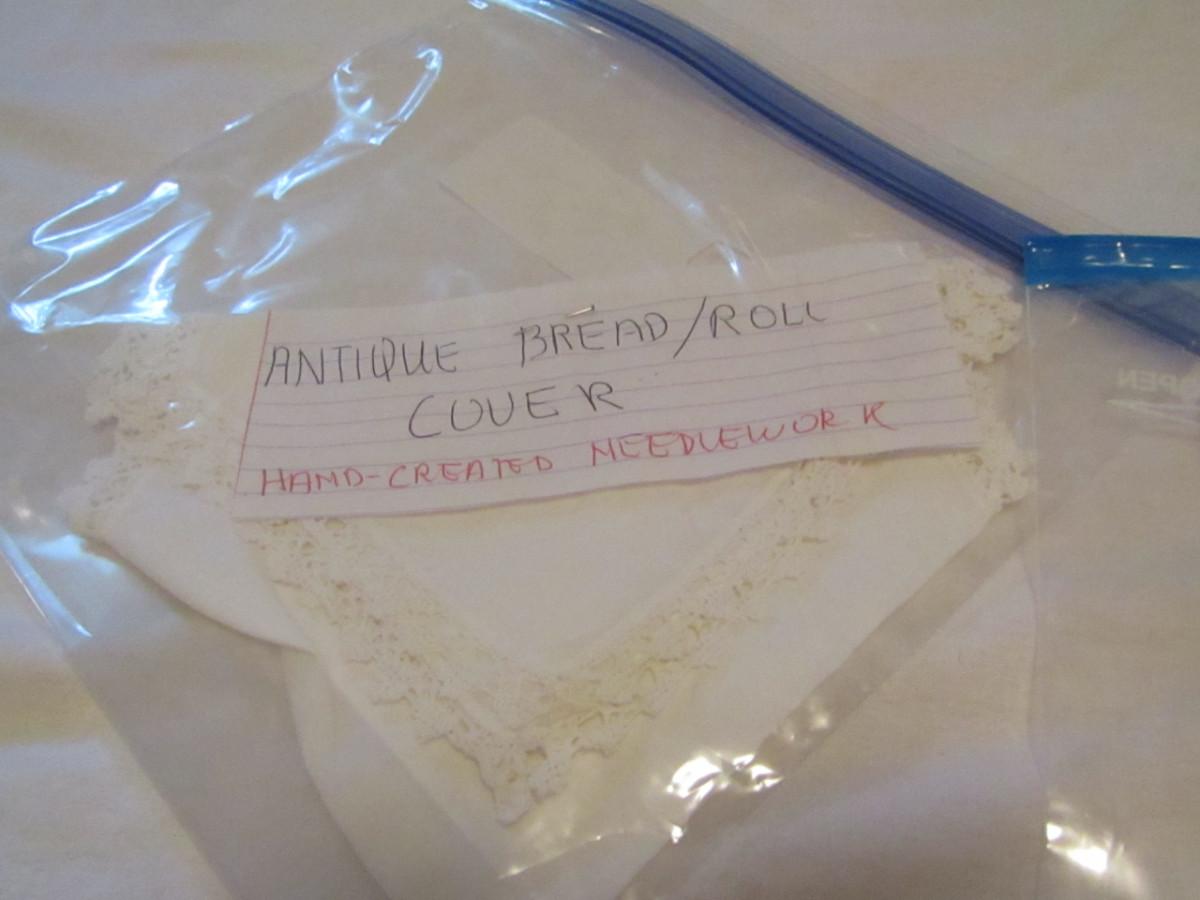 ANTIQUE BREAD/ROLL
COVER
HAND-CREATED NEEDLEWORK